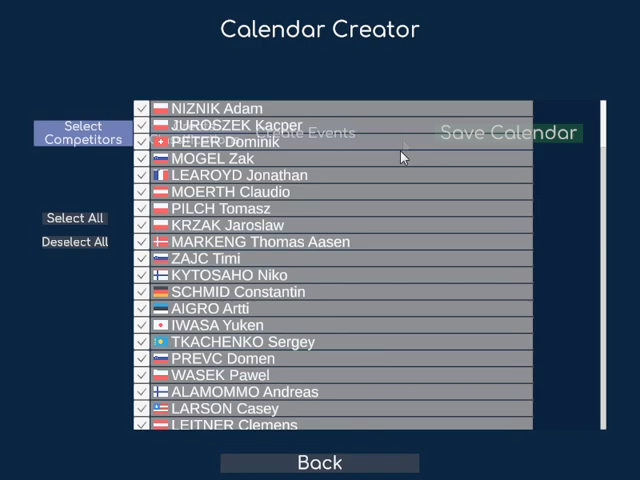 Calendar Creator
Select
Competitors
Create Events
Save Calendar
Select All
Deselect All
NIZNIK Adam
JUROSZEK Kacper
PETER Dominik
MOGEL Zak
LEAROYD Jonathan
MOERTH Claudio
PILCH Tomasz
KRZAK Jaroslaw
MARKENG Thomas Aasen
ZAJC Timi
KYTOSAHO Niko
SCHMID Constantin
AIGRO Artti
IWASA Yuken
TKACHENKO Sergey
PREVC Domen
WASEK Pawel
ALAMOMMO Andreas
LARSON Casey
LEITNER Clemens
Back